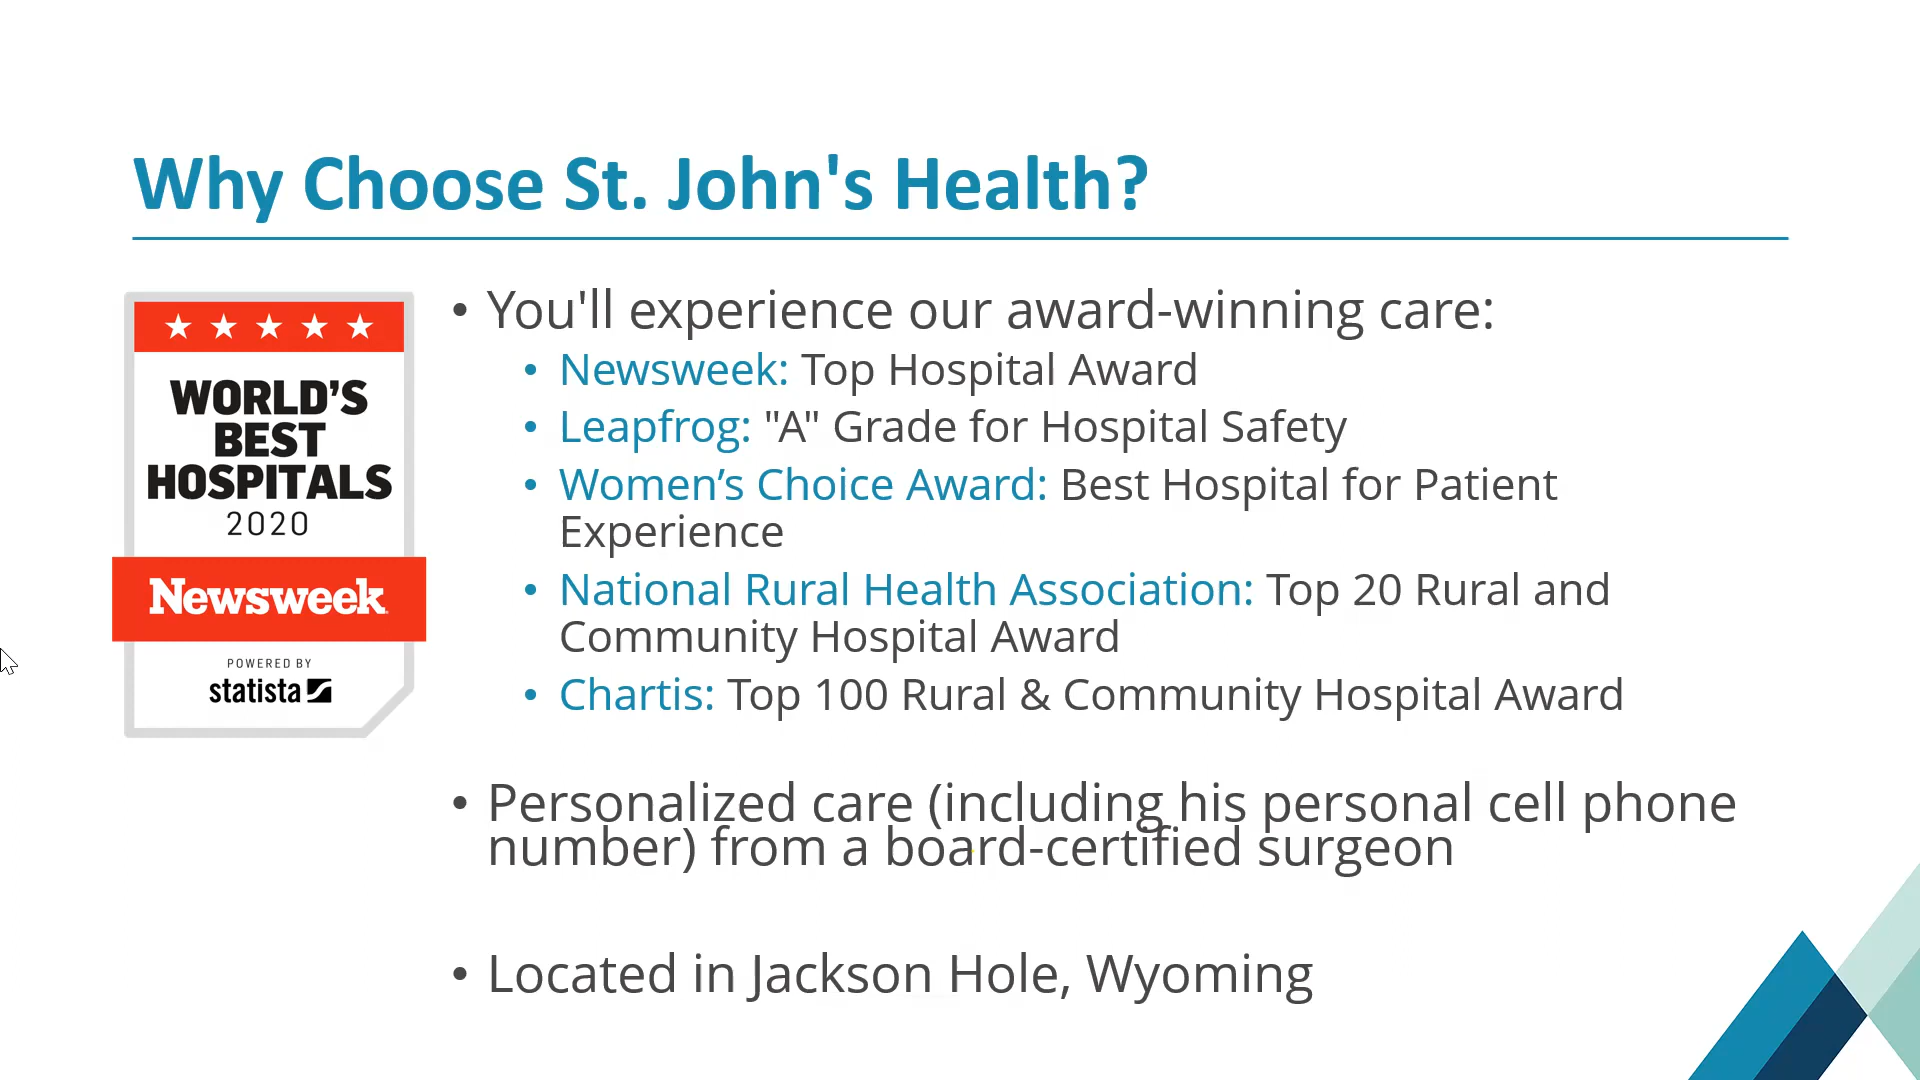 Why Choose St. John's Health?
WORLD'S
BEST
HOSPITALS
2020
Newsweek
POWERED BY
statista
• You'll experience our award-winning care:
• Newsweek: Top Hospital Award
• Leapfrog: "A" Grade for Hospital Safety
• Women’s Choice Award: Best Hospital for Patient
Experience
• National Rural Health Association: Top 20 Rural and
Community Hospital Award
• Chartis: Top 100 Rural & Community Hospital Award
• Personalized care (including his personal cell phone
number) from a board-certified surgeon
• Located in Jackson Hole, Wyoming